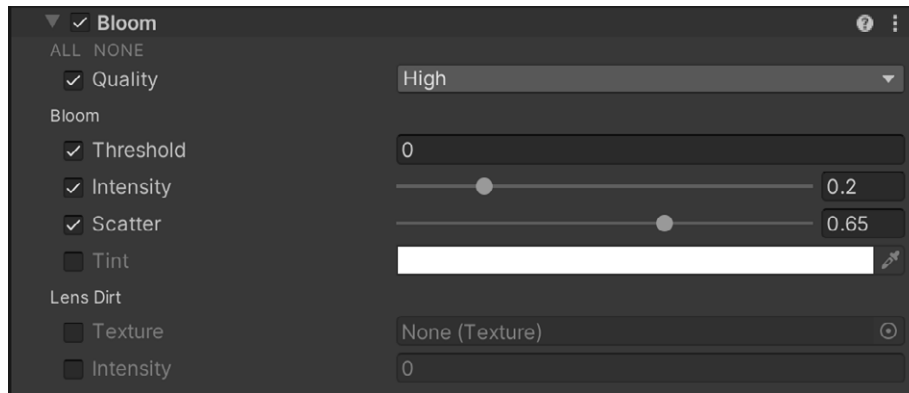 Bloom
ALL NONE
Quality High
Bloom
Threshold 0
Intensity 0.2
Scatter 0.65
Tint
Lens Dirt
Texture None (Texture)
Intensity 0